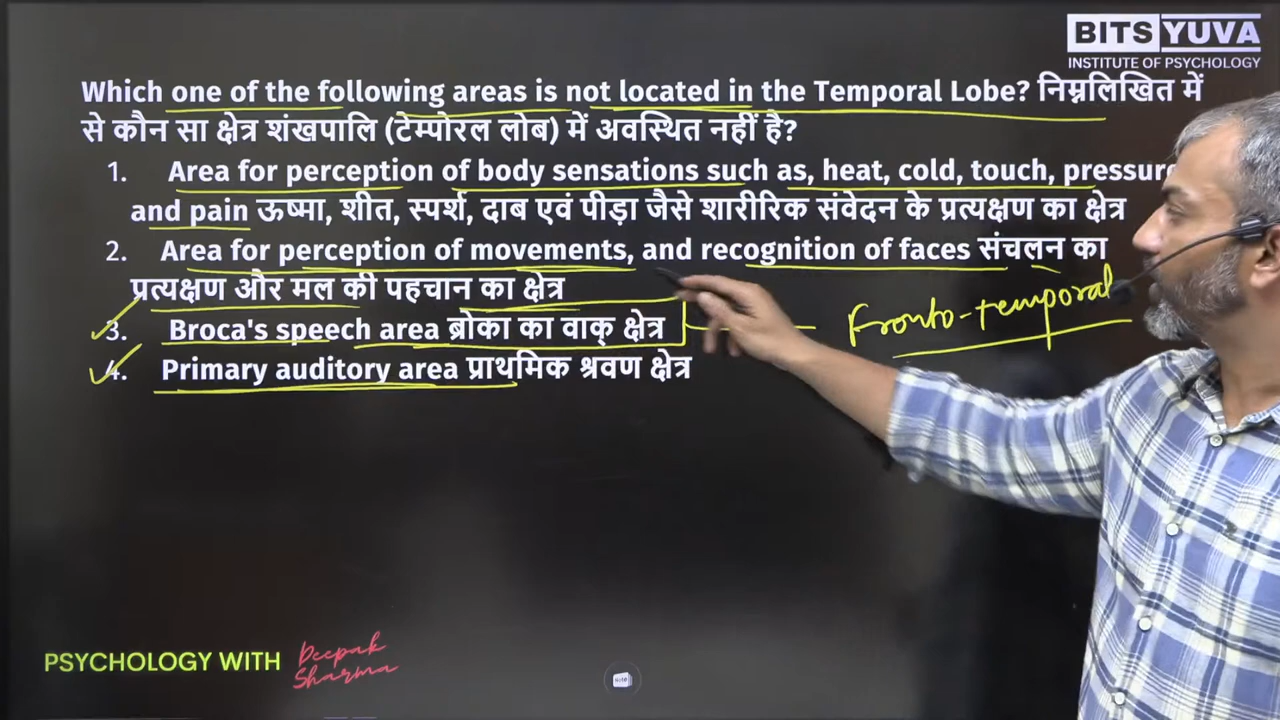 BITS YUVA
INSTITUTE OF PSYCHOLOGY
Which one of the following areas is not located in the Temporal Lobe? निम्नलिखित में
से कौन सा क्षेत्र शंखपालि (टेम्पोरल लोब) में अवस्थित नहीं है?
1. Area for perception of body sensations such as, heat, cold, touch, pressure
and pain ऊष्मा, शीत, स्पर्श, दाब एवं पीड़ा जैसे शारीरिक संवेदन के प्रत्यक्षण का क्षेत्र
2. Area for perception of movements, and recognition of faces संचलन का
प्रत्यक्षण और मल की पहचान का क्षेत्र
3. Broca's speech area ब्रोका का वाक् क्षेत्र
Fronto-temporal
4. Primary auditory area प्राथमिक श्रवण क्षेत्र
PSYCHOLOGY WITH Deepak
Sharma